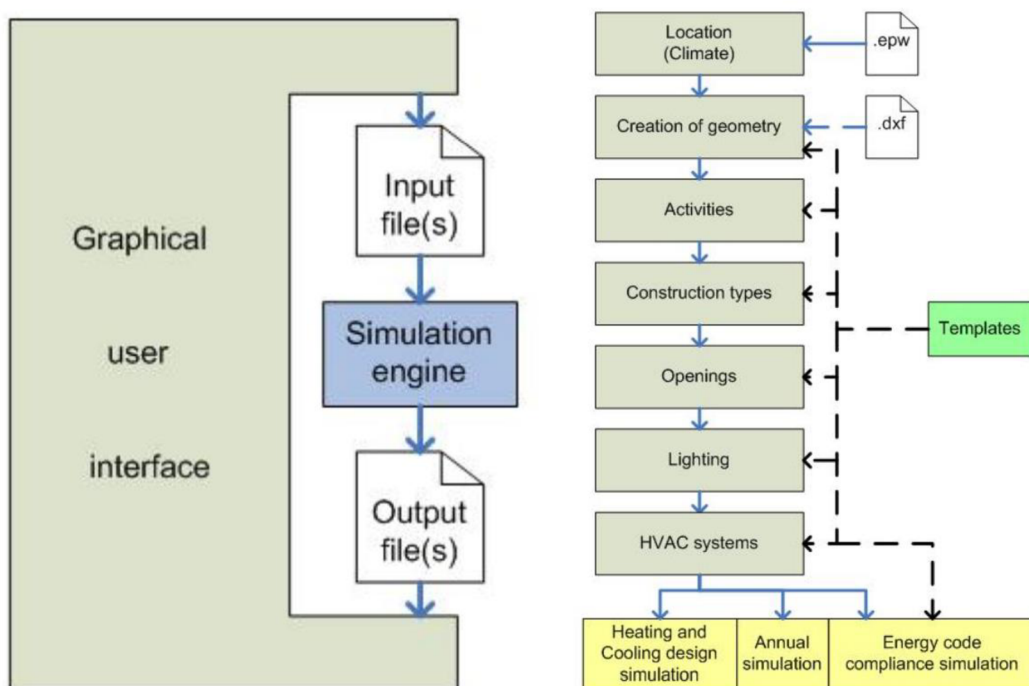 Graphical
user
interface
Input
file(s)
Simulation
engine
Output
file(s)
Location
(Climate)
.epw
Creation of geometry
.dxf
Activities
Construction types
Templates
Openings
Lighting
HVAC systems
Heating and
Cooling design
simulation
Annual
simulation
Energy code
compliance simulation